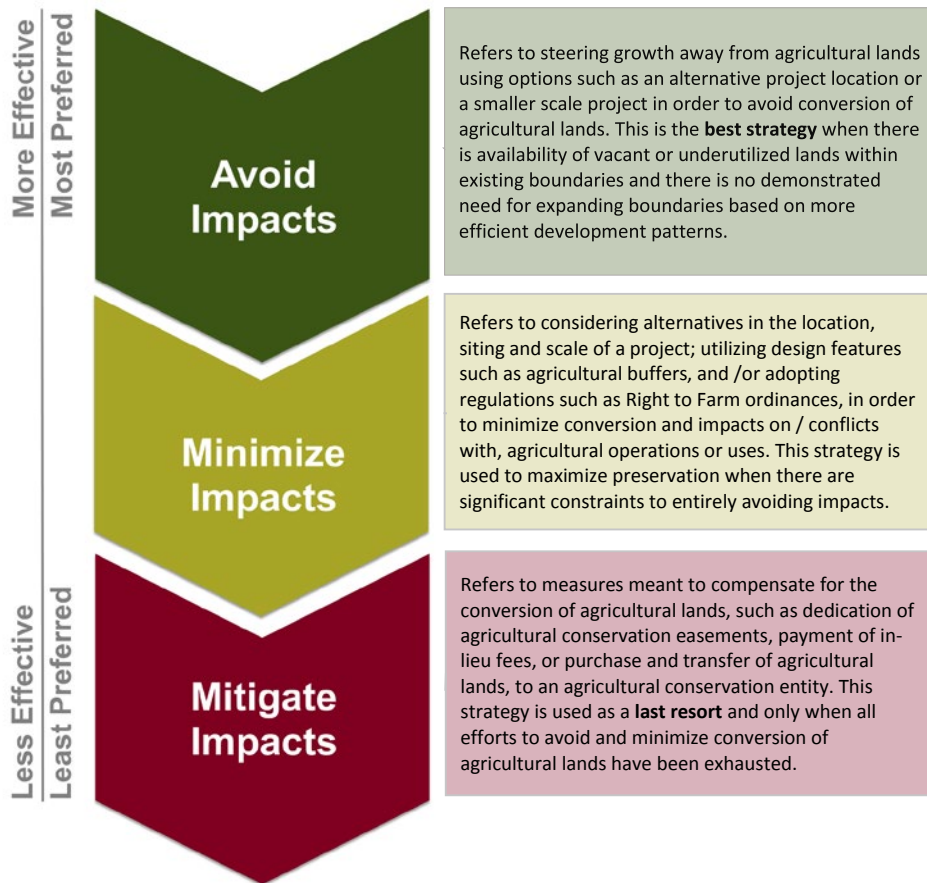 More Effective
Most Preferred
Avoid
Impacts
Refers to steering growth away from agricultural lands
using options such as an alternative project location or
a smaller scale project in order to avoid conversion of
agricultural lands. This is the best strategy when there
is availability of vacant or underutilized lands within
existing boundaries and there is no demonstrated
need for expanding boundaries based on more
efficient development patterns.
Minimize
Impacts
Refers to considering alternatives in the location,
siting and scale of a project; utilizing design features
such as agricultural buffers, and /or adopting
regulations such as Right to Farm ordinances, in order
to minimize conversion and impacts on / conflicts
with, agricultural operations or uses. This strategy is
used to maximize preservation when there are
significant constraints to entirely avoiding impacts.
Less Effective
Least Preferred
Mitigate
Impacts
Refers to measures meant to compensate for the
conversion of agricultural lands, such as dedication of
agricultural conservation easements, payment of in-
lieu fees, or purchase and transfer of agricultural
lands, to an agricultural conservation entity. This
strategy is used as a last resort and only when all
efforts to avoid and minimize conversion of
agricultural lands have been exhausted.